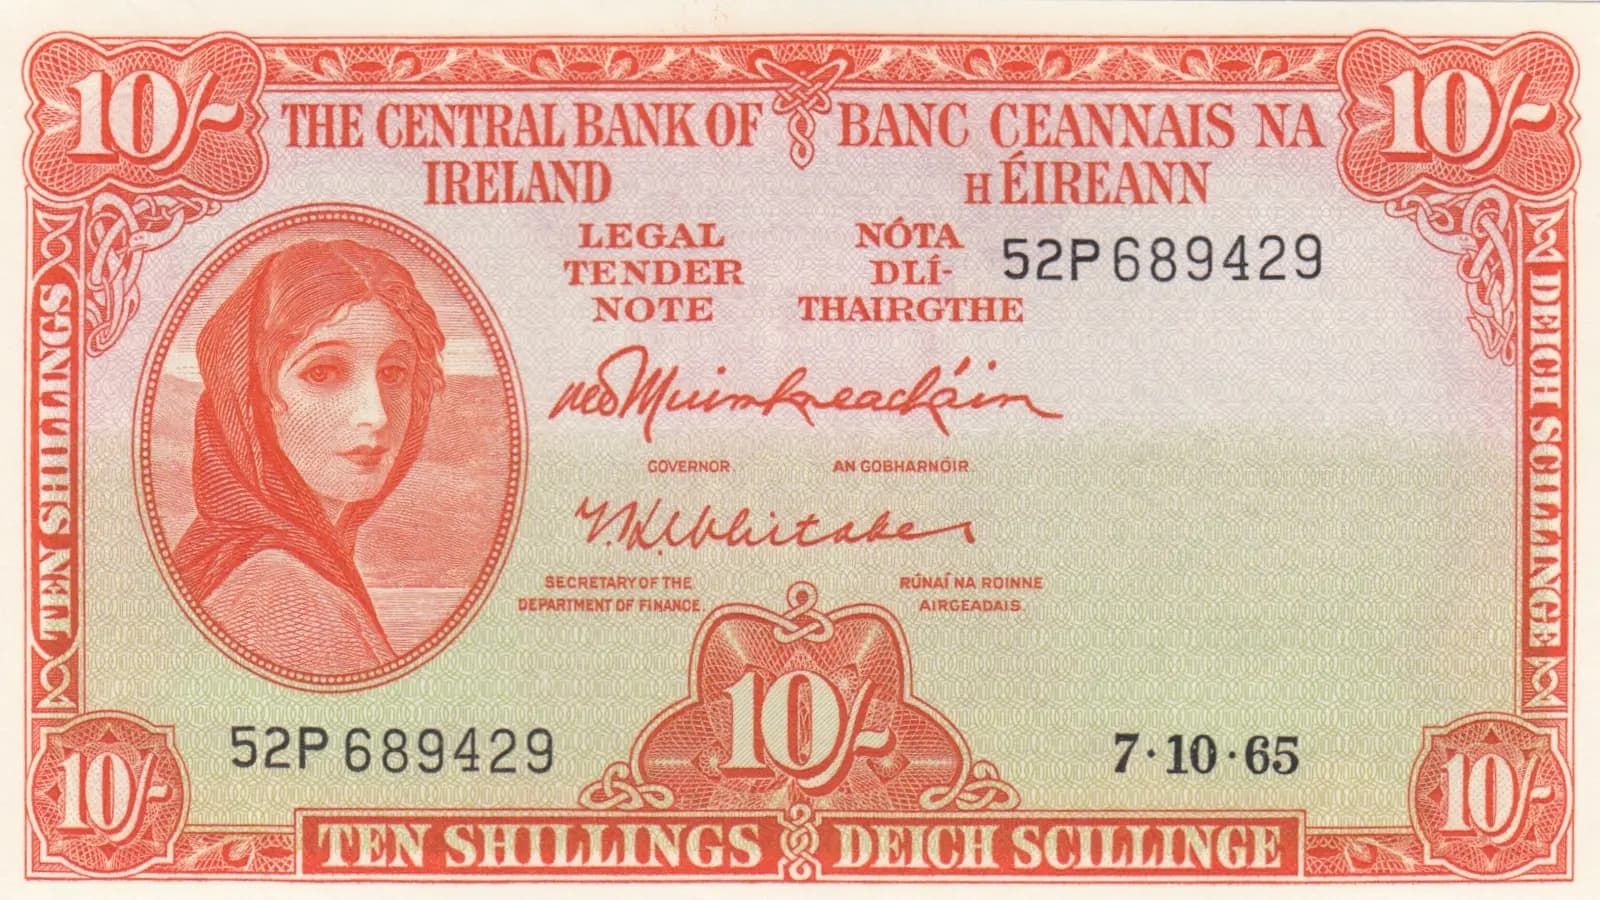 10/-
10/-
THE CENTRAL BANK OF
IRELAND
BANC CEANNAIS NA
H ÉIREANN
LEGAL
TENDER
NOTE
NÓTA
DLÍ-
THAIRGTHE
52P 689429
TEN SHILLINGS
DEICH SCILLINGE
GOVERNOR
AN GOBHARNÓIR
T.K. Whitaker
SECRETARY OF THE
DEPARTMENT OF FINANCE.
RÚNAÍ NA ROINNE
AIRGEADAIS.
52P 689429
10/-
7·10·65
10/-
10/-
TEN SHILLINGS
DEICH SCILLINGE